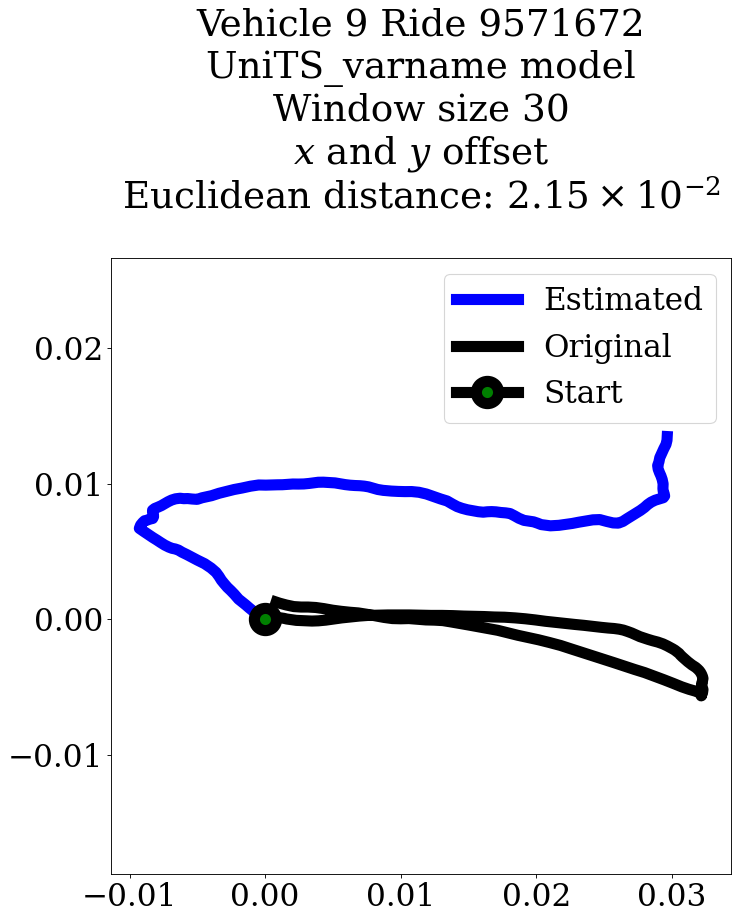 Vehicle 9 Ride 9571672
UniTS_varname model
Window size 30
x and y offset
Euclidean distance: 2.15 × 10⁻²
Estimated
Original
Start
0.02
0.01
0.00
−0.01
−0.01 0.00 0.01 0.02 0.03